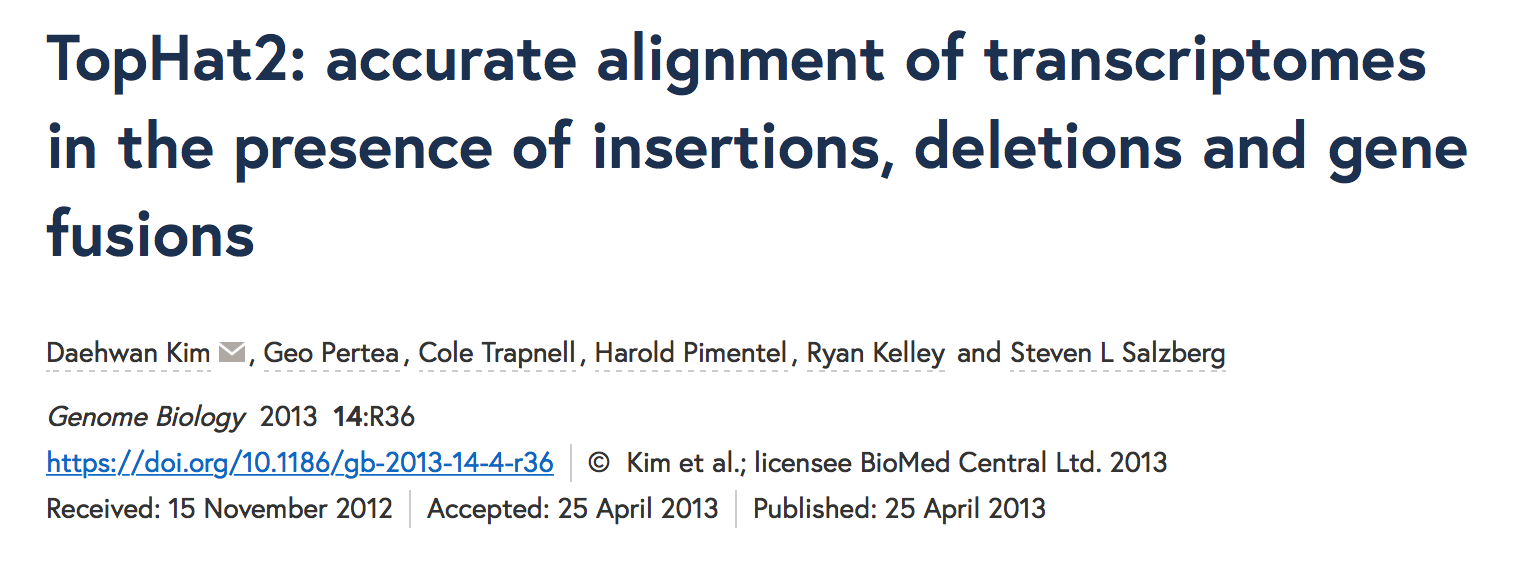 TopHat2: accurate alignment of transcriptomes
in the presence of insertions, deletions and gene
fusions
Daehwan Kim, Geo Pertea, Cole Trapnell, Harold Pimentel, Ryan Kelley and Steven L Salzberg
Genome Biology 2013 14:R36
https://doi.org/10.1186/gb-2013-14-4-r36 © Kim et al.; licensee BioMed Central Ltd. 2013
Received: 15 November 2012 Accepted: 25 April 2013 Published: 25 April 2013